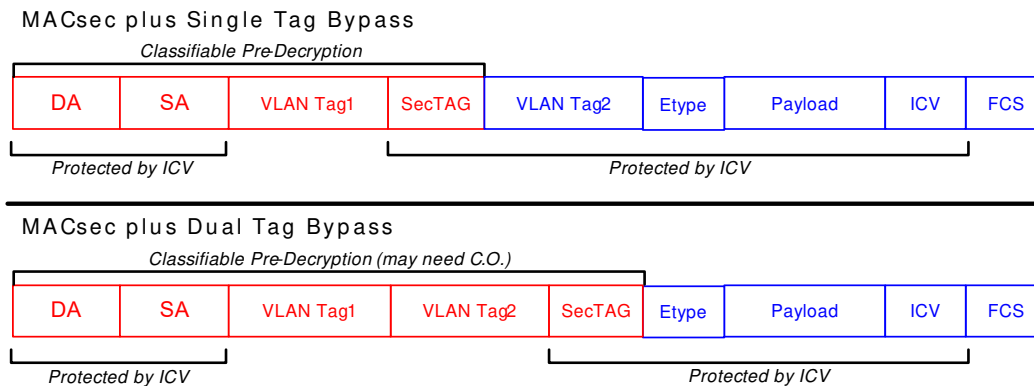 MACsec plus Single Tag Bypass
Classifiable Pre-Decryption
DA SA VLAN Tag1 SecTAG VLAN Tag2 Etype Payload ICV FCS
Protected by ICV Protected by ICV
MACsec plus Dual Tag Bypass
Classifiable Pre-Decryption (may need C.O.)
DA SA VLAN Tag1 VLAN Tag2 SecTAG Etype Payload ICV FCS
Protected by ICV Protected by ICV